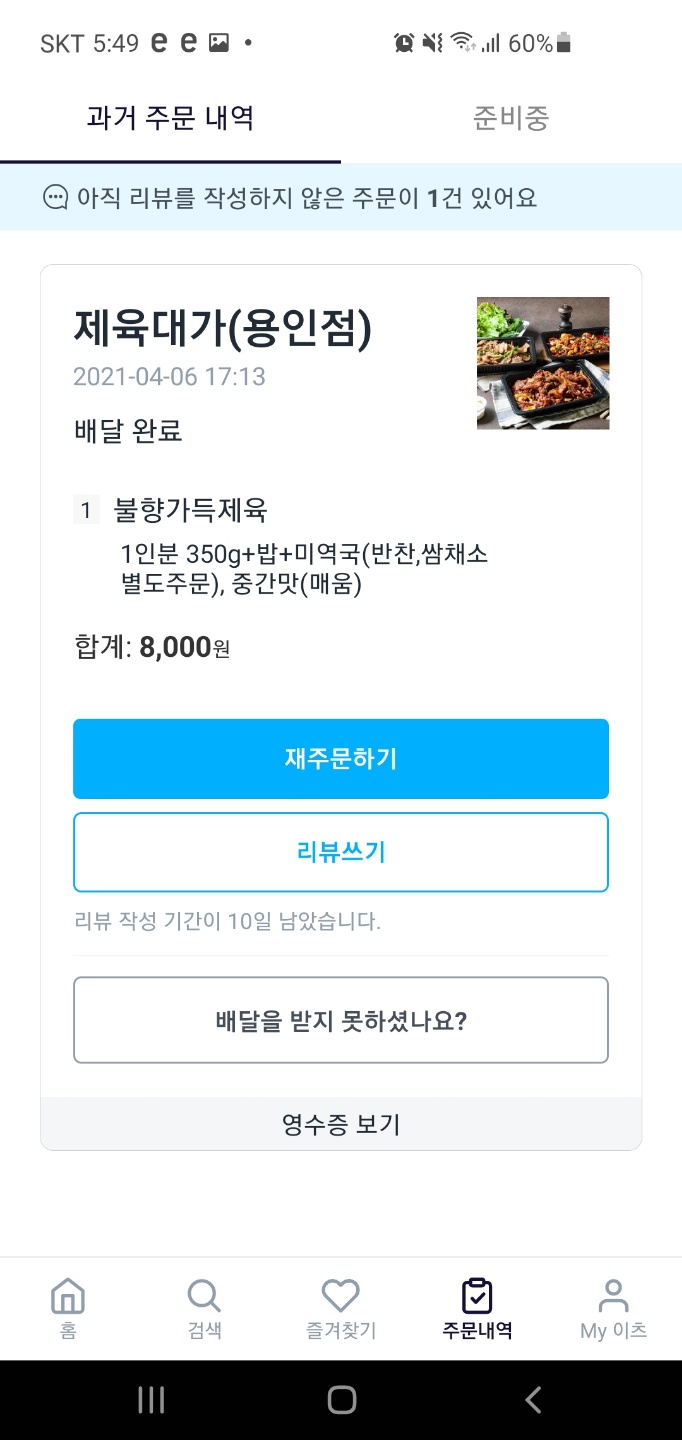 SKT 5:49 e e
60%
과거 주문 내역
준비중
아직 리뷰를 작성하지 않은 주문이 1건 있어요
제육대가(용인점)
2021-04-06 17:13
배달 완료
1 불향가득제육
1인분 350g+밥+미역국(반찬,쌈채소
별도주문), 중간맛(매움)
합계: 8,000원
재주문하기
리뷰쓰기
리뷰 작성 기간이 10일 남았습니다.
배달을 받지 못하셨나요?
영수증 보기
홈
검색
즐겨찾기
주문내역
My 이츠